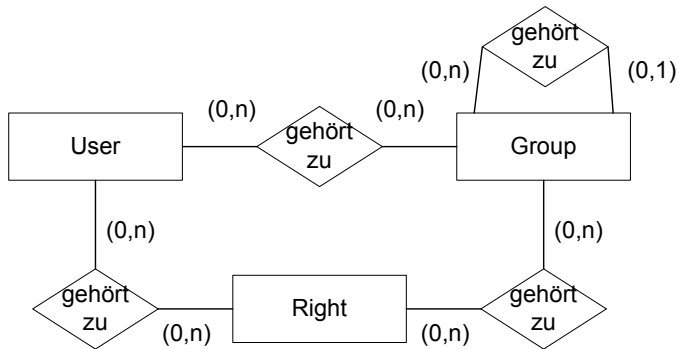 gehört
zu
(0,n)
(0,1)
(0,n)
(0,n)
User
gehört
zu
Group
(0,n)
(0,n)
gehört
zu
Right
gehört
zu
(0,n)
(0,n)